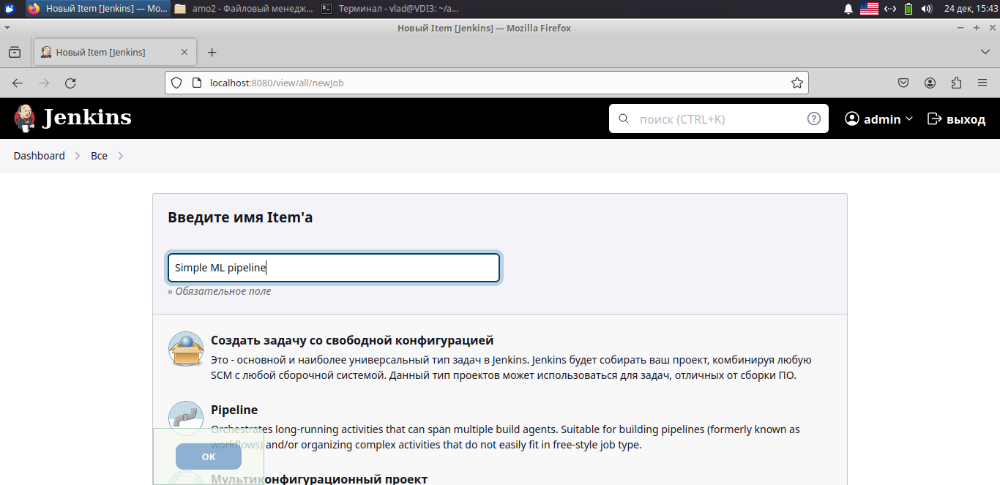 Новый Item [Jenkins] — Mo...
amo2 - Файловый менедж...
Терминал - vlad@VDI3: ~/a...
24 дек, 15:43
Новый Item [Jenkins] — Mozilla Firefox
Новый Item [Jenkins]
localhost:8080/view/all/newJob
Jenkins
поиск (CTRL+K)
admin
выход
Dashboard
Все
Введите имя Item'а
Simple ML pipeline
» Обязательное поле
Создать задачу со свободной конфигурацией
Это - основной и наиболее универсальный тип задач в Jenkins. Jenkins будет собирать ваш проект, комбинируя любую
SCM с любой сборочной системой. Данный тип проектов может использоваться для задач, отличных от сборки ПО.
Pipeline
Orchestrates long-running activities that can span multiple build agents. Suitable for building pipelines (formerly known as
workflows) and/or organizing complex activities that do not easily fit in free-style job type.
OK
Мультиконфигурационный проект